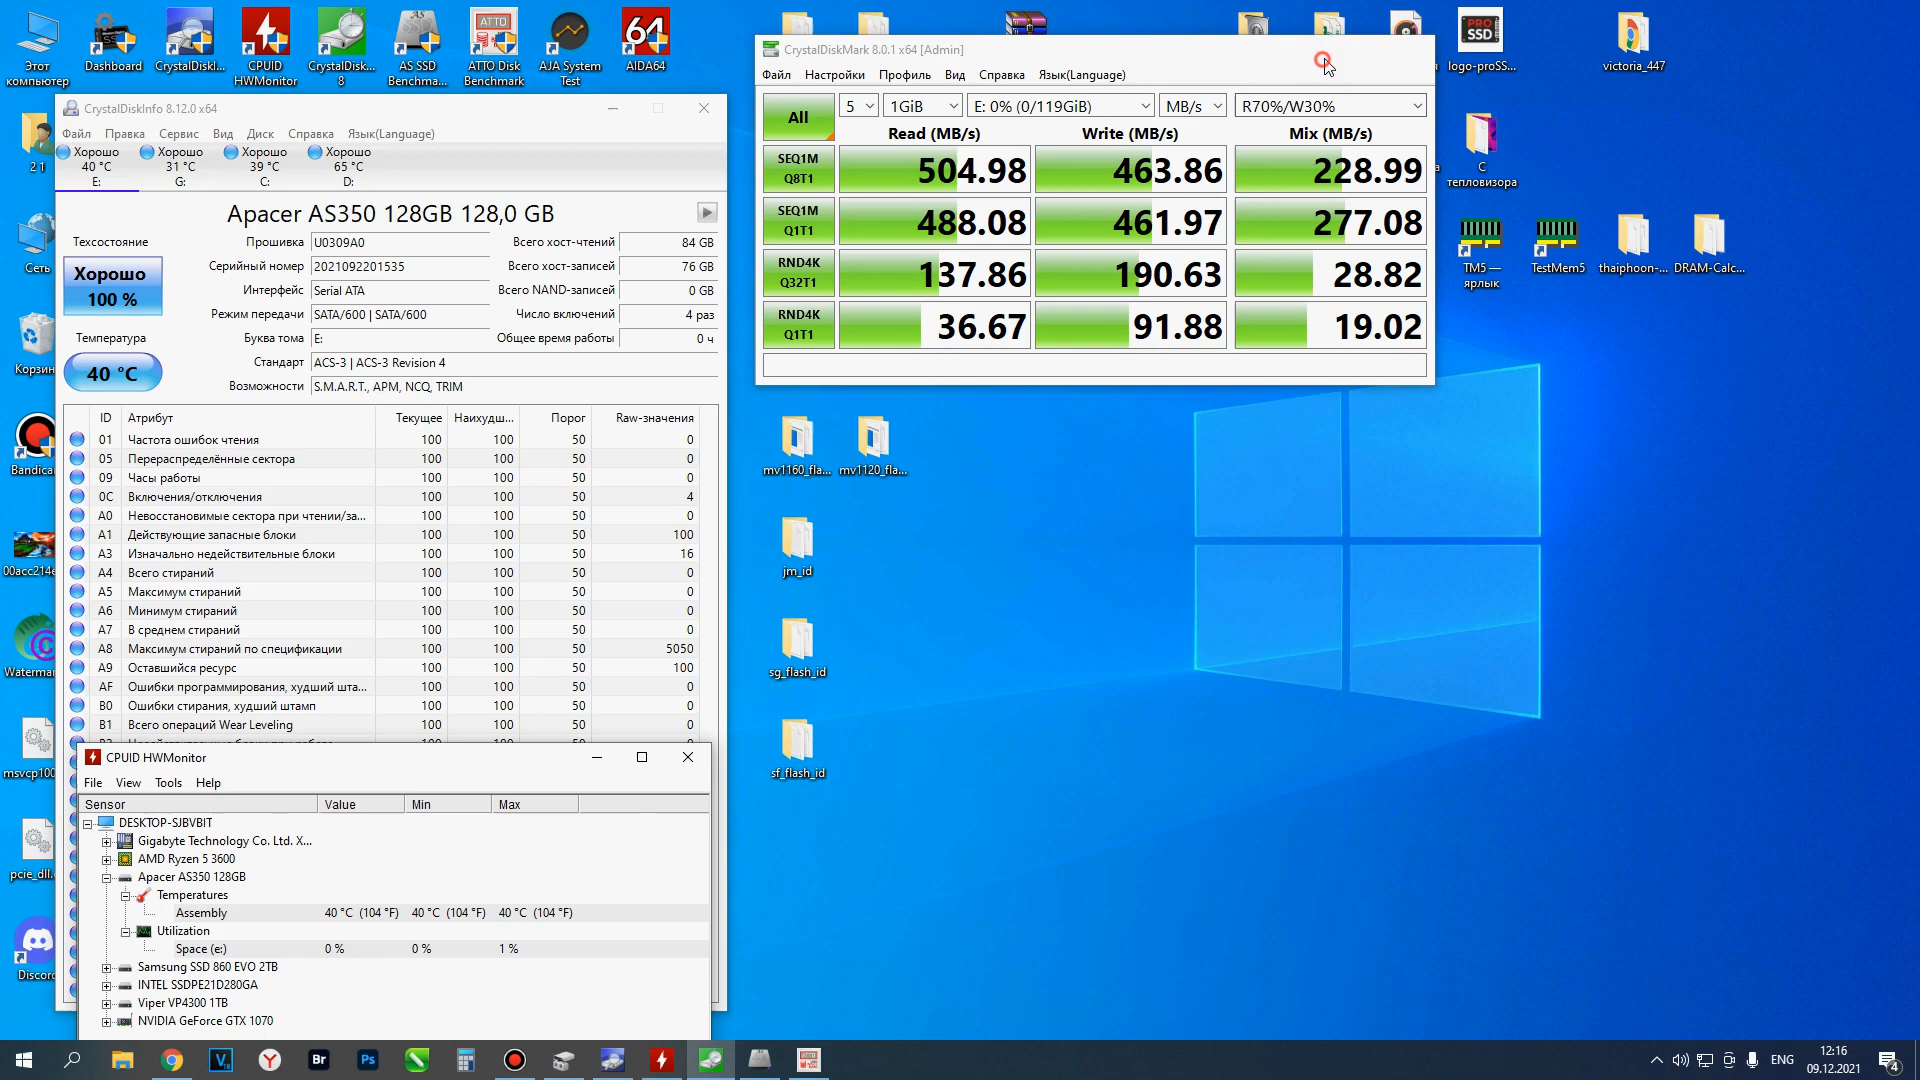 Этот
компьютер
Dashboard
CrystalDiskI...
CPUID
HWMonitor
CrystalDisk...
8
AS SSD
Benchma...
ATTO Disk
Benchmark
AJA System
Test
AIDA64
logo-proSS...
victoria_447
2 1
Сеть
Корзина
Bandicam
00acc214e
Watermar
msvcp100
pcie_dll.
Discord
С
тепловизора
TM5 —
ярлык
TestMem5
thaiphoon-...
DRAM-Calc...
mv1160_fla...
mv1120_fla...
jm_id
sg_flash_id
sf_flash_id
CrystalDiskInfo 8.12.0 x64
Файл Правка Сервис Вид Диск Справка Язык(Language)
Хорошо Хорошо Хорошо Хорошо
40 °C 31 °C 39 °C 65 °C
E: G: C: D:
Apacer AS350 128GB 128,0 GB
Техсостояние
Хорошо
100 %
Температура
40 °C
Прошивка U0309A0 Всего хост-чтений 84 GB
Серийный номер 2021092201535 Всего хост-записей 76 GB
Интерфейс Serial ATA Всего NAND-записей 0 GB
Режим передачи SATA/600 | SATA/600 Число включений 4 раз
Буква тома E: Общее время работы 0 ч
Стандарт ACS-3 | ACS-3 Revision 4
Возможности S.M.A.R.T., APM, NCQ, TRIM
ID Атрибут Текущее Наихудш... Порог Raw-значения
01 Частота ошибок чтения 100 100 50 0
05 Перераспределённые сектора 100 100 50 0
09 Часы работы 100 100 50 0
0C Включения/отключения 100 100 50 4
A0 Невосстановимые сектора при чтении/за... 100 100 50 0
A1 Действующие запасные блоки 100 100 50 100
A3 Изначально недействительные блоки 100 100 50 16
A4 Всего стираний 100 100 50 0
A5 Максимум стираний 100 100 50 0
A6 Минимум стираний 100 100 50 0
A7 В среднем стираний 100 100 50 0
A8 Максимум стираний по спецификации 100 100 50 5050
A9 Оставшийся ресурс 100 100 50 100
AF Ошибки программирования, худший шта... 100 100 50 0
B0 Ошибки стирания, худший штамп 100 100 50 0
B1 Всего операций Wear Leveling 100 100 50 0
CPUID HWMonitor
File View Tools Help
Sensor Value Min Max
DESKTOP-SJBVBIT
Gigabyte Technology Co. Ltd. X...
AMD Ryzen 5 3600
Apacer AS350 128GB
Temperatures
Assembly 40 °C (104 °F) 40 °C (104 °F) 40 °C (104 °F)
Utilization
Space (e:) 0 % 0 % 1 %
Samsung SSD 860 EVO 2TB
INTEL SSDPE21D280GA
Viper VP4300 1TB
NVIDIA GeForce GTX 1070
CrystalDiskMark 8.0.1 x64 [Admin]
Файл Настройки Профиль Вид Справка Язык(Language)
All 5 1GiB E: 0% (0/119GiB) MB/s R70%/W30%
Read (MB/s) Write (MB/s) Mix (MB/s)
SEQ1M
Q8T1
504.98 463.86 228.99
SEQ1M
Q1T1
488.08 461.97 277.08
RND4K
Q32T1
137.86 190.63 28.82
RND4K
Q1T1
36.67 91.88 19.02
ENG
12:16
09.12.2021
4